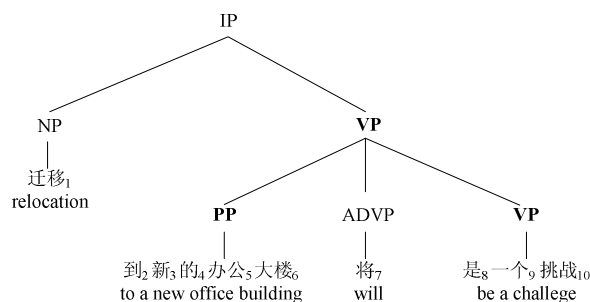 IP
NP
VP
迁移1
relocation
PP
ADVP
VP
到2 新3 的4 办公5 大楼6
将7
是8 一个9 挑战10
to a new office building
will
be a challege